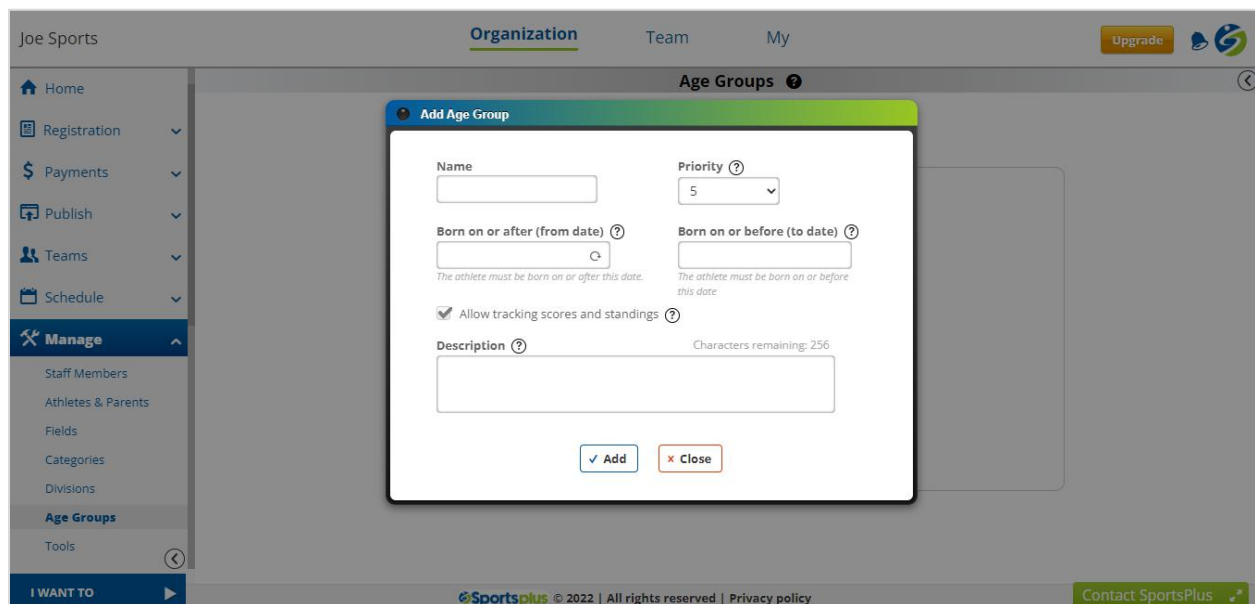 Joe Sports
Organization
Team
My
Upgrade
Home
Registration
Payments
Publish
Teams
Schedule
Manage
Staff Members
Athletes & Parents
Fields
Categories
Divisions
Age Groups
Tools
I WANT TO
Age Groups ?
Add Age Group
Name
Priority ?
5
Born on or after (from date) ?
Born on or before (to date) ?
The athlete must be born on or after this date.
The athlete must be born on or before
this date
Allow tracking scores and standings ?
Description ?
Characters remaining: 256
✓ Add
x Close
Sportsplus © 2022 | All rights reserved | Privacy policy
Contact SportsPlus